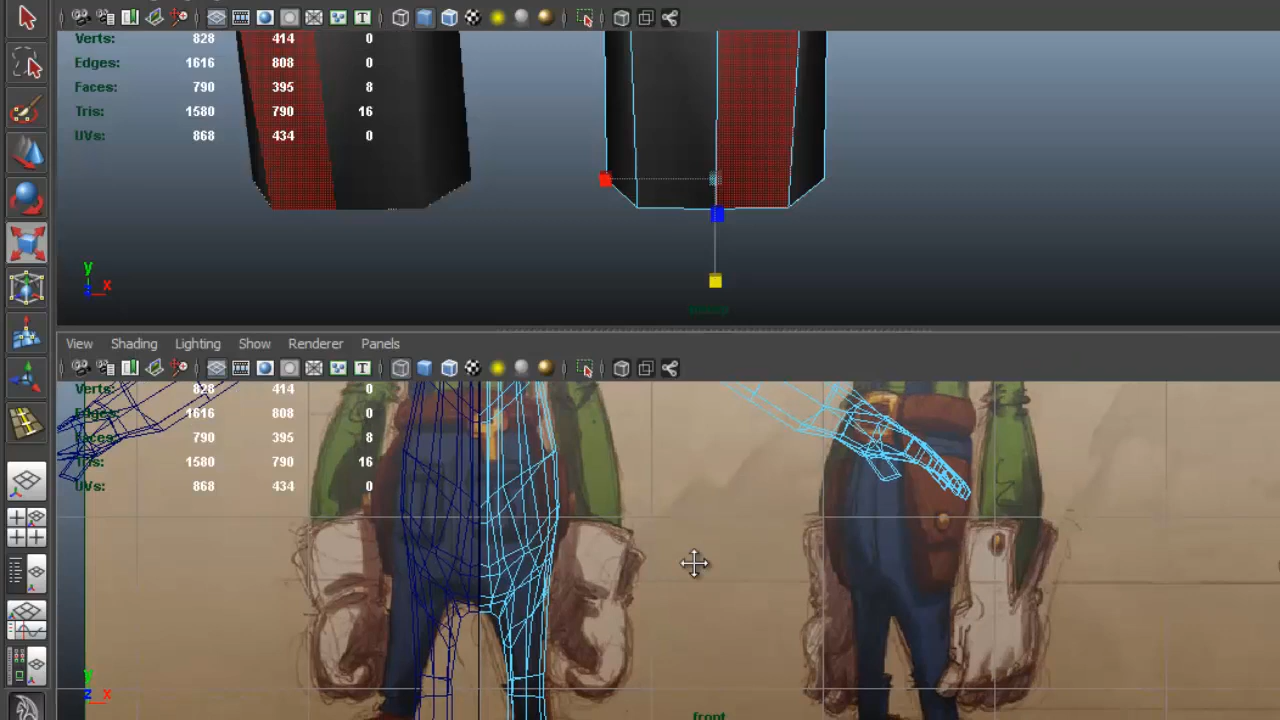 Verts: 828 414 0
Edges: 1616 808 0
Faces: 790 395 8
Tris: 1580 790 16
UVs: 868 434 0
y
x
z
View Shading Lighting Show Renderer Panels
Verts: 828 414 0
Edges: 1616 808 0
Faces: 790 395 8
Tris: 1580 790 16
UVs: 868 434 0
y
z x
front